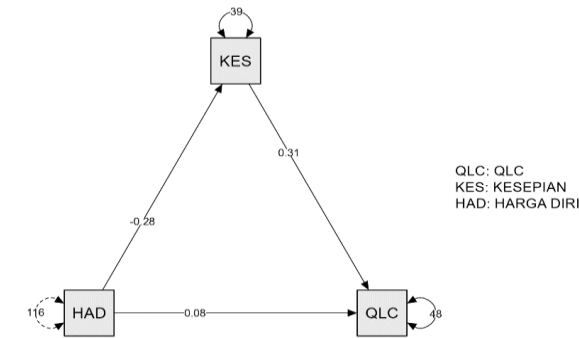 39
KES
0.31
QLC: QLC
KES: KESEPIAN
HAD: HARGA DIRI
-0.28
116
HAD
0.08
QLC
48